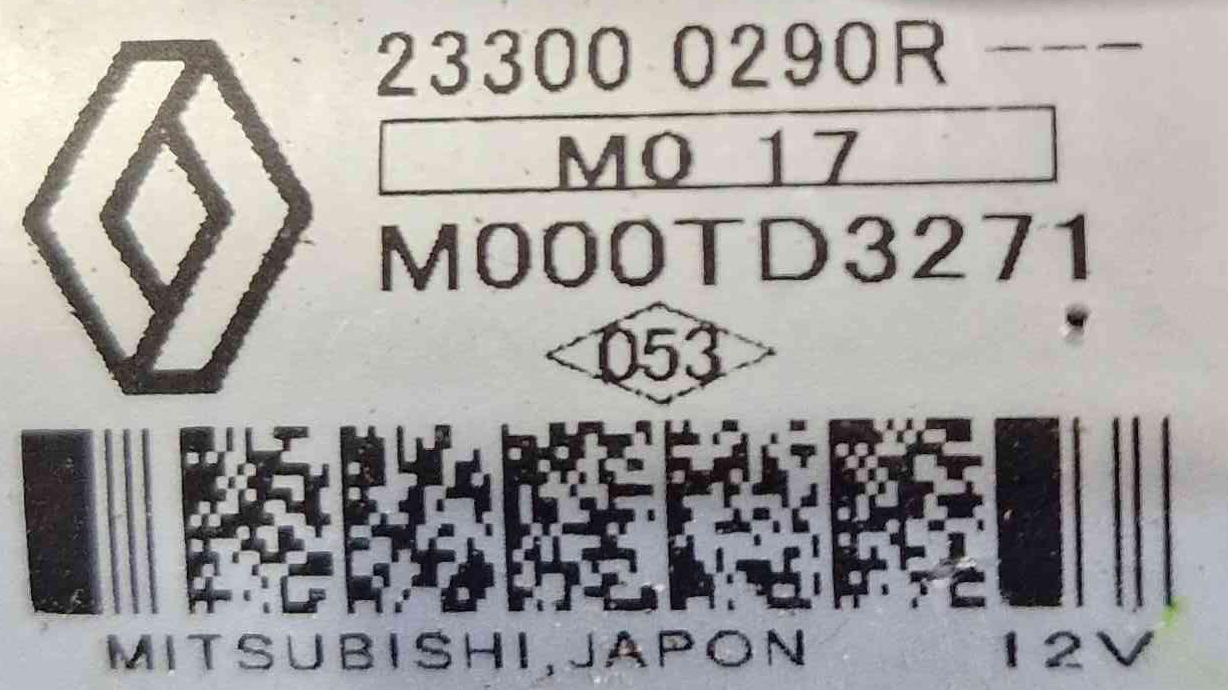 23300 0290R ---
MO 17
M000TD3271
053
MITSUBISHI, JAPON 12V